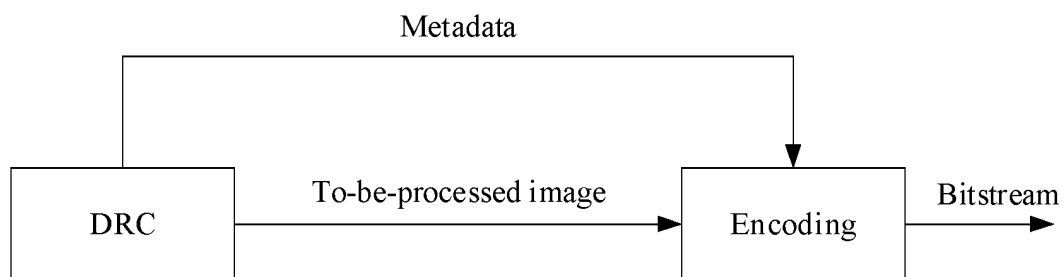 Metadata
DRC
To-be-processed image
Encoding
Bitstream